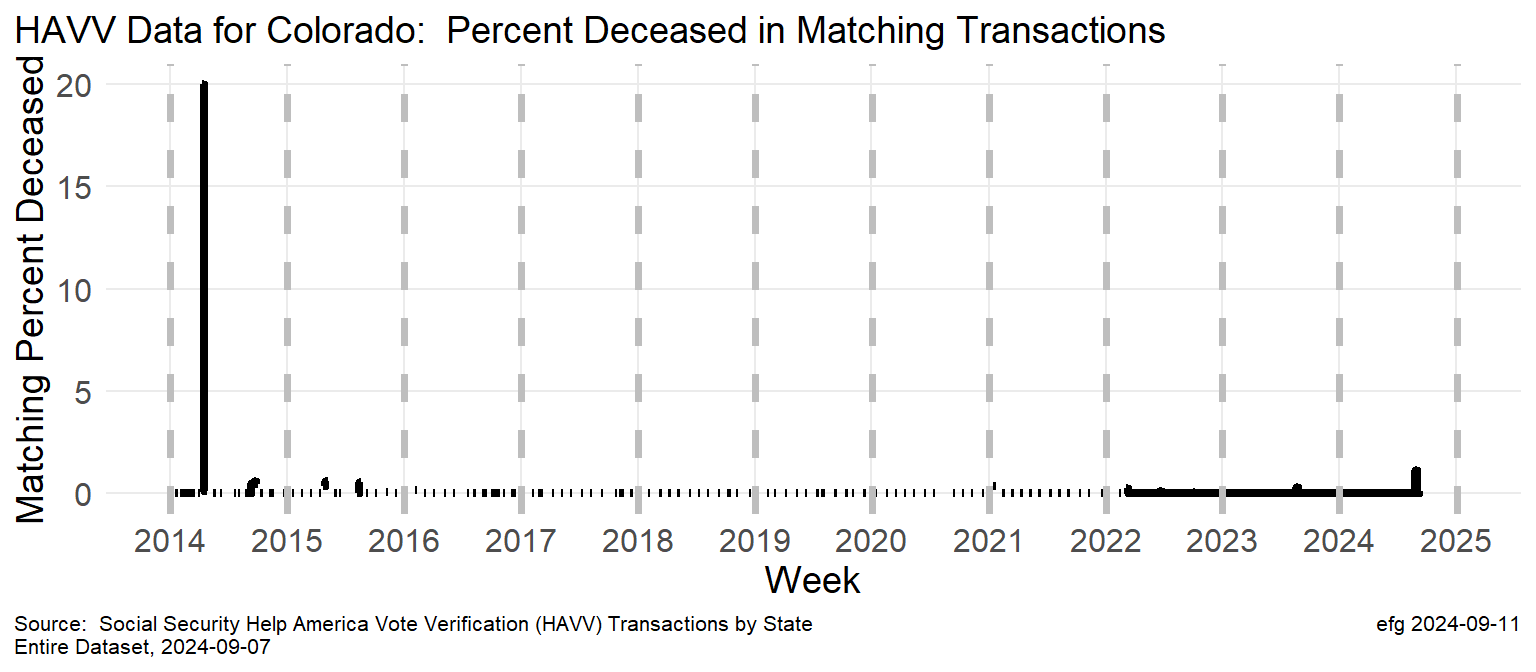 HAVV Data for Colorado:  Percent Deceased in Matching Transactions
Matching Percent Deceased
20
15
10
5
0
2014 2015 2016 2017 2018 2019 2020 2021 2022 2023 2024 2025
Week
Source:  Social Security Help America Vote Verification (HAVV) Transactions by State
Entire Dataset, 2024-09-07
efg 2024-09-11